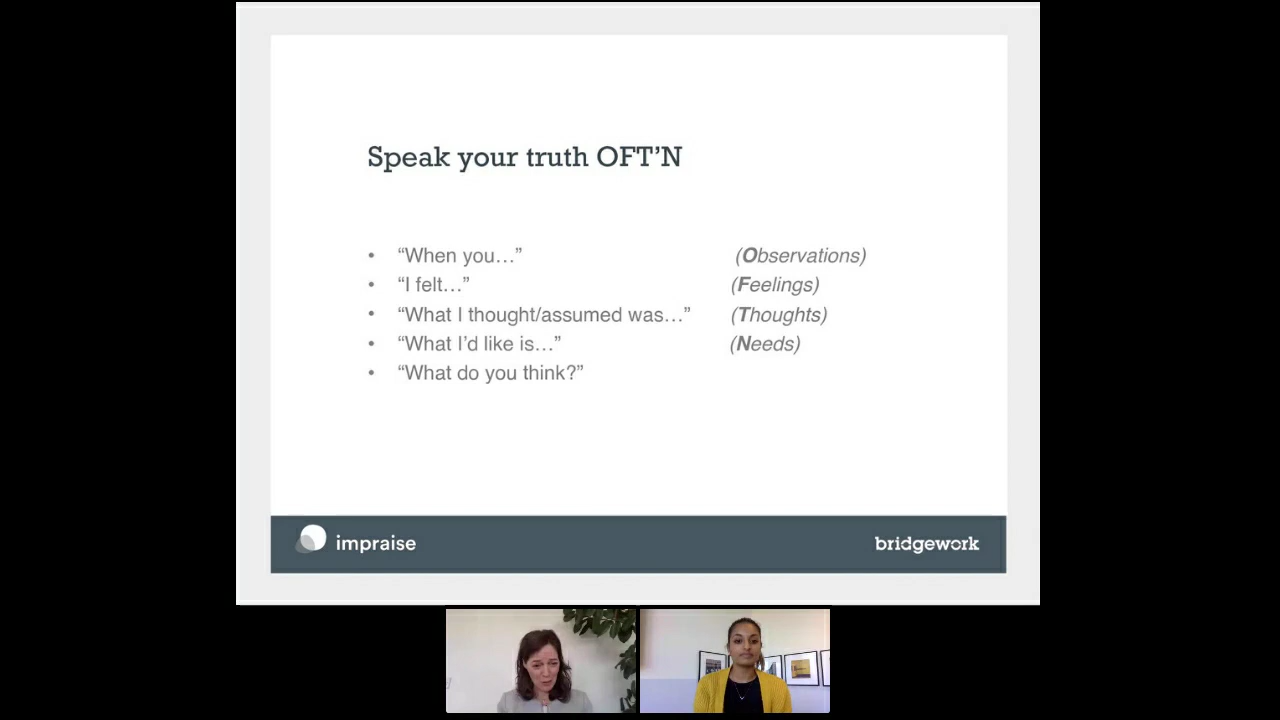 Speak your truth OFT’N
• “When you…” (Observations)
• “I felt…” (Feelings)
• “What I thought/assumed was…” (Thoughts)
• “What I’d like is…” (Needs)
• “What do you think?”
impraise bridgework